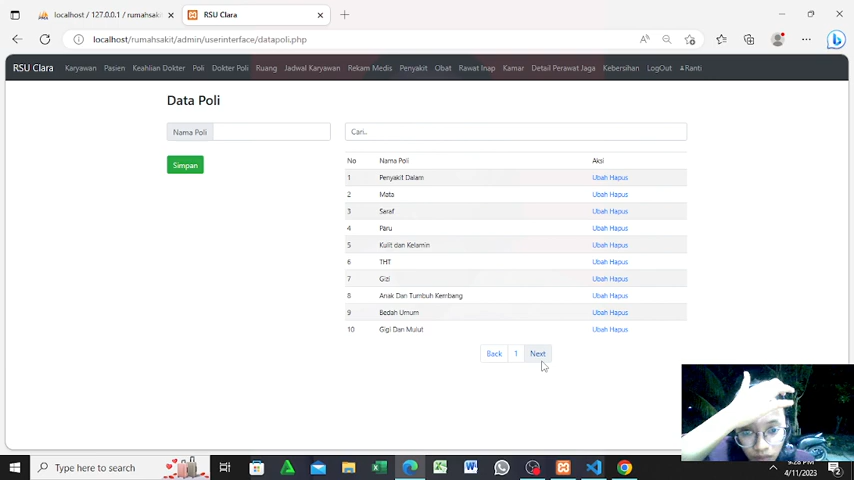 localhost / 127.0.0.1 / rumahsaki
RSU Clara
localhost/rumahsakit/admin/userinterface/datapoli.php
RSU Clara Karyawan Pasien Keahlian Dokter Poli Dokter Poli Ruang Jadwal Karyawan Rekam Medis Penyakit Obat Rawat Inap Kamar Detail Perawat Jaga Kebersihan LogOut Ranti
Data Poli
Nama Poli
Cari..
Simpan
No Nama Poli Aksi
1 Penyakit Dalam Ubah Hapus
2 Mata Ubah Hapus
3 Saraf Ubah Hapus
4 Paru Ubah Hapus
5 Kulit dan Kelamin Ubah Hapus
6 THT Ubah Hapus
7 Gizi Ubah Hapus
8 Anak Dan Tumbuh Kembang Ubah Hapus
9 Bedah Umum Ubah Hapus
10 Gigi Dan Mulut Ubah Hapus
Back 1 Next
Type here to search
9:28 PM
4/11/2023